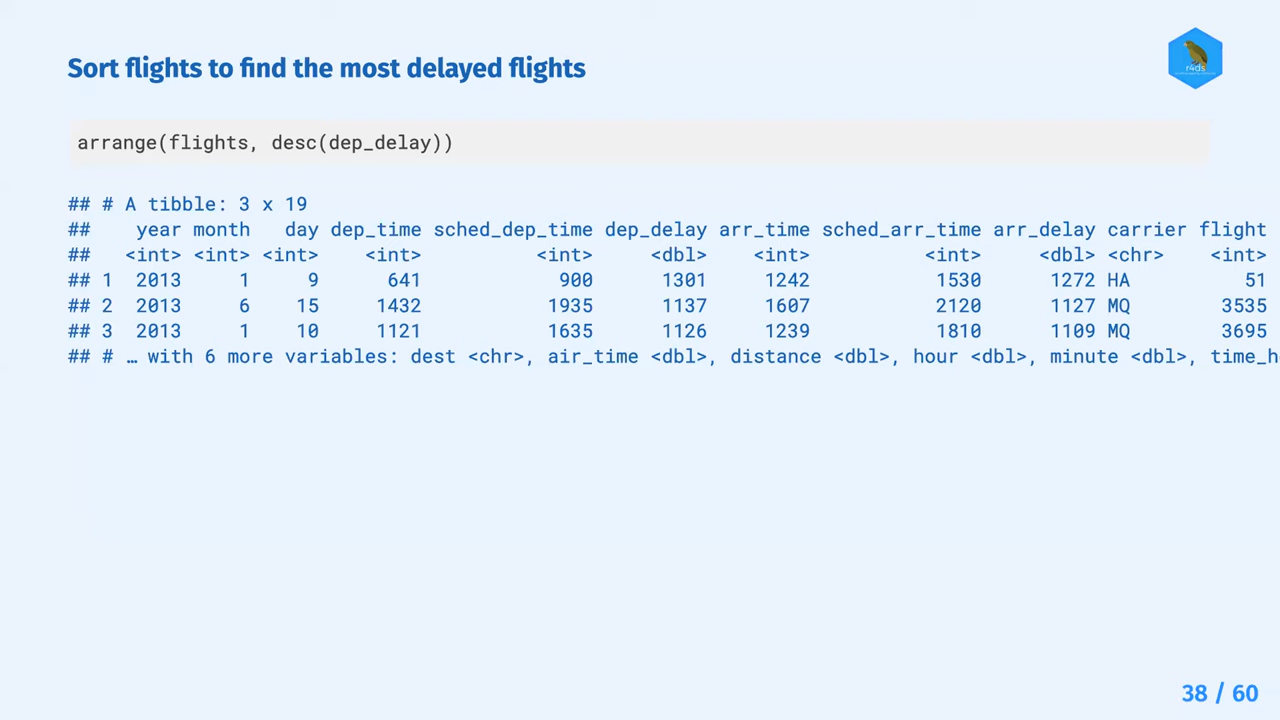 Sort flights to find the most delayed flights
r4ds
arrange(flights, desc(dep_delay))
## # A tibble: 3 x 19
##    year month   day dep_time sched_dep_time dep_delay arr_time sched_arr_time arr_delay carrier flight
##   <int> <int> <int>    <int>          <int>     <dbl>    <int>          <int>     <dbl> <chr>    <int>
## 1  2013     1     9      641            900      1301     1242           1530      1272 HA          51
## 2  2013     6    15     1432           1935      1137     1607           2120      1127 MQ        3535
## 3  2013     1    10     1121           1635      1126     1239           1810      1109 MQ        3695
## # … with 6 more variables: dest <chr>, air_time <dbl>, distance <dbl>, hour <dbl>, minute <dbl>, time_h
38 / 60